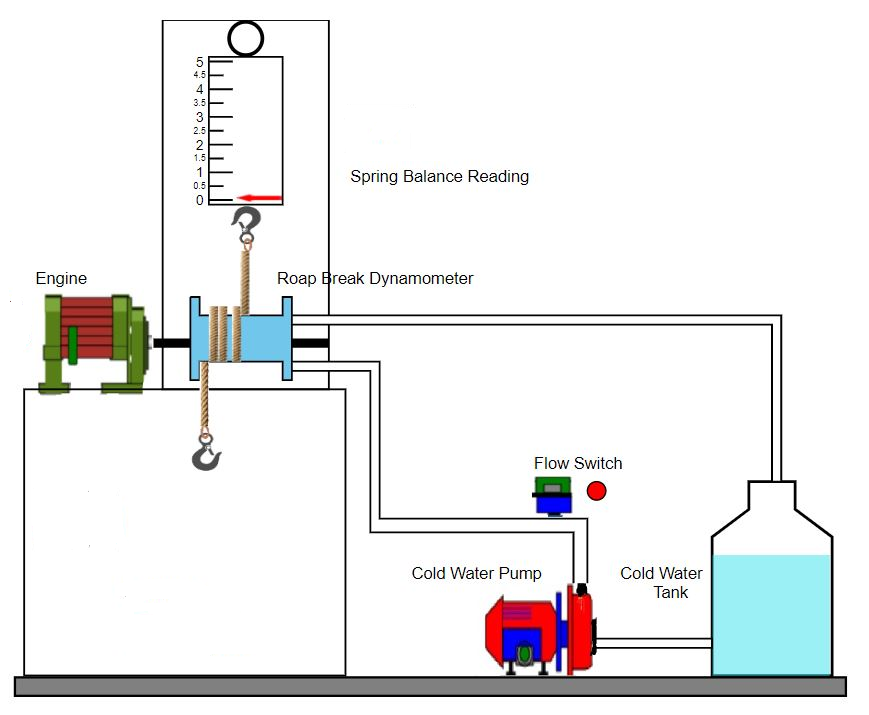 5
4.5
4
3.5
3
2.5
2
1.5
1
0.5
0
Spring Balance Reading
Engine
Roap Break Dynamometer
Flow Switch
Cold Water Pump
Cold Water
Tank